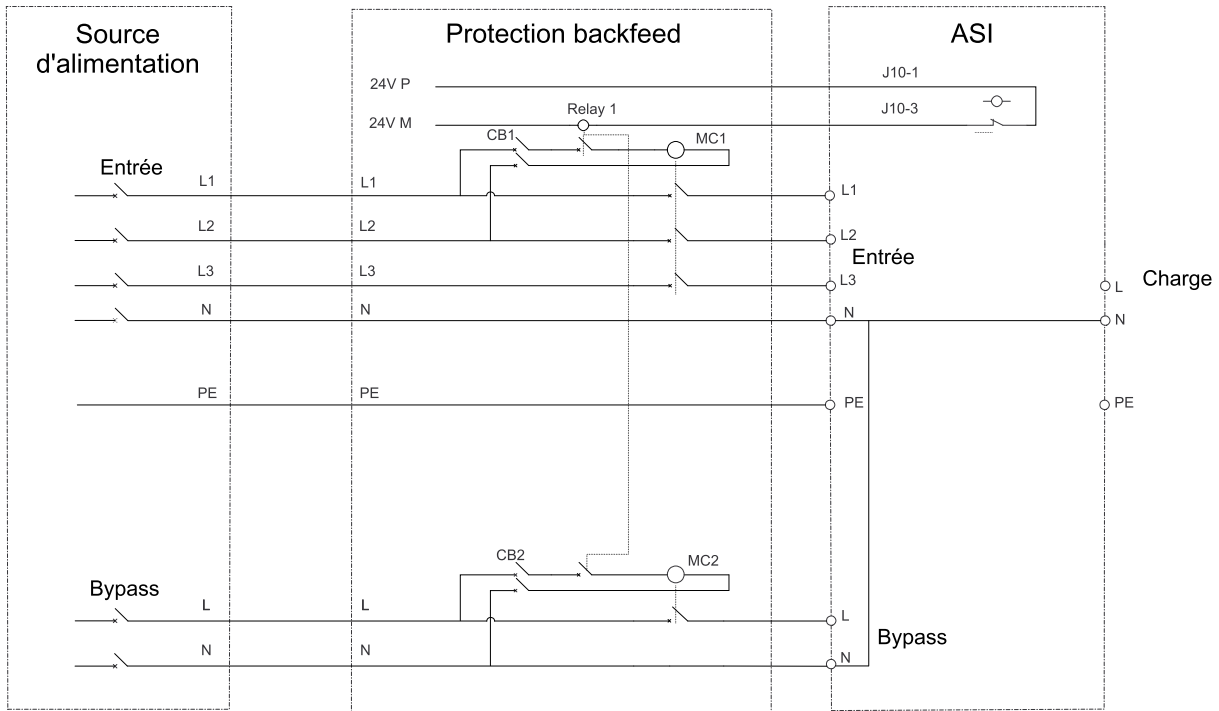 Source
d'alimentation
Protection backfeed
ASI
24V P
J10-1
24V M
Relay 1
J10-3
CB1
MC1
Entrée
L1
L1
L1
L2
L2
L2
Entrée
L3
L3
L3
L
Charge
N
N
N
N
PE
PE
PE
PE
CB2
MC2
Bypass
L
L
L
Bypass
N
N
N